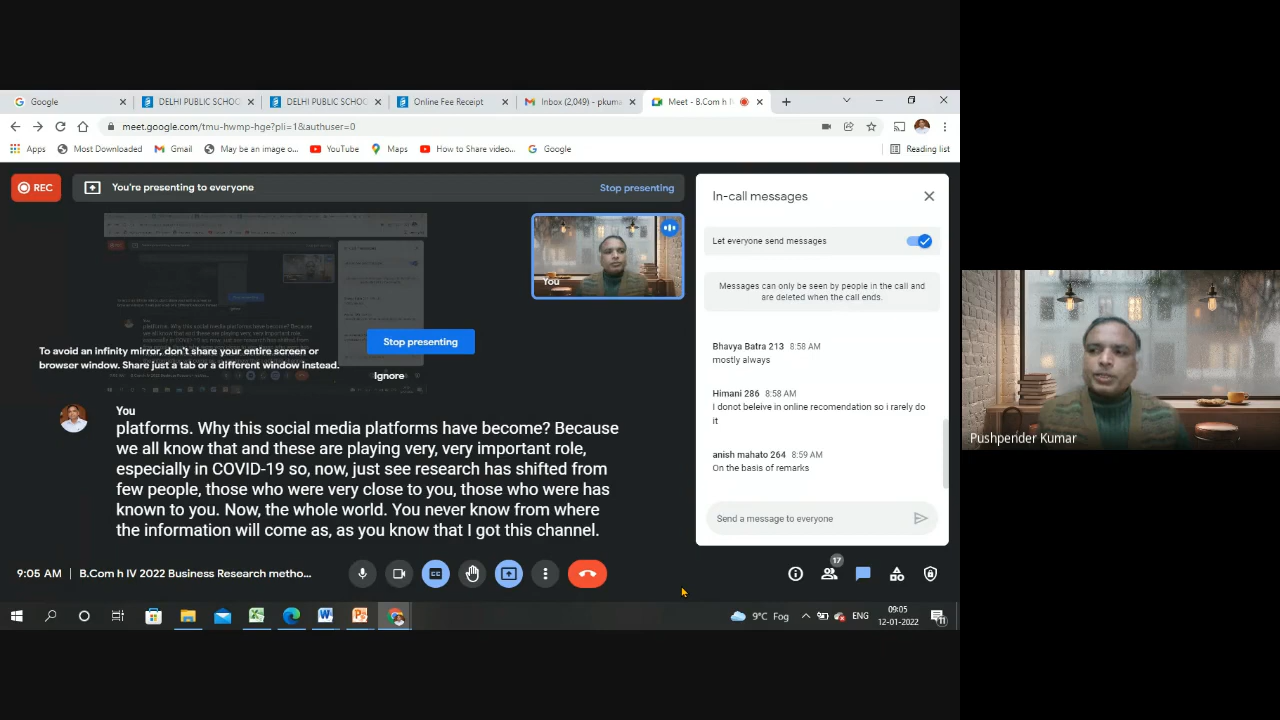 Google
DELHI PUBLIC SCHOO
DELHI PUBLIC SCHOO
Online Fee Receipt
Inbox (2,049) - pkuma
Meet - B.Com h IV
meet.google.com/tmu-hwmp-hge?pli=1&authuser=0
Apps
Most Downloaded
Gmail
May be an image o...
YouTube
Maps
How to Share video...
Google
Reading list
REC
You're presenting to everyone
Stop presenting
You
To avoid an infinity mirror, don't share your entire screen or
browser window. Share just a tab or a different window instead.
Stop presenting
Ignore
You
platforms. Why this social media platforms have become? Because
we all know that and these are playing very, very important role,
especially in COVID-19 so, now, just see research has shifted from
few people, those who were very close to you, those who were has
known to you. Now, the whole world. You never know from where
the information will come as, as you know that I got this channel.
In-call messages
Let everyone send messages
Messages can only be seen by people in the call and
are deleted when the call ends.
Bhavya Batra 213 8:58 AM
mostly always
Himani 286 8:58 AM
I donot beleive in online recomendation so i rarely do
it
anish mahato 264 8:59 AM
On the basis of remarks
Send a message to everyone
9:05 AM | B.Com h IV 2022 Business Research metho...
17
9°C Fog
ENG
09:05
12-01-2022
11
Pushpender Kumar